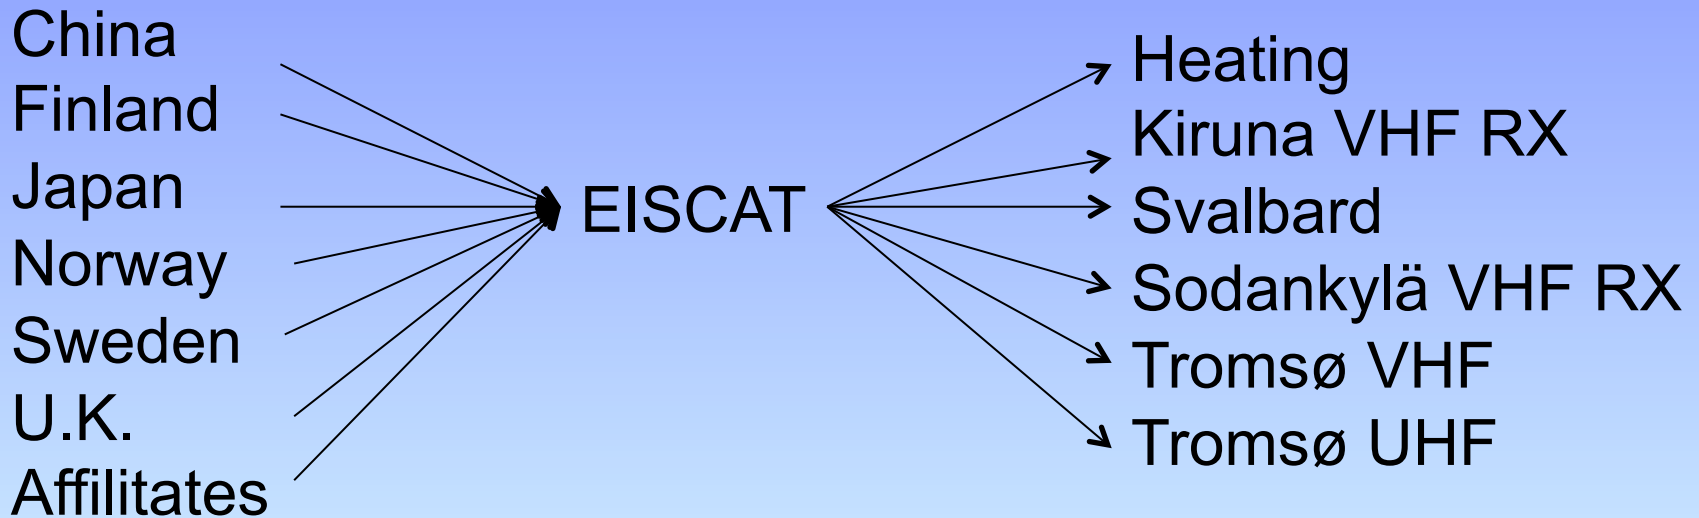 China
Finland
Japan
Norway
Sweden
U.K.
Affilitates
EISCAT
Heating
Kiruna VHF RX
Svalbard
Sodankylä VHF RX
Tromsø VHF
Tromsø UHF